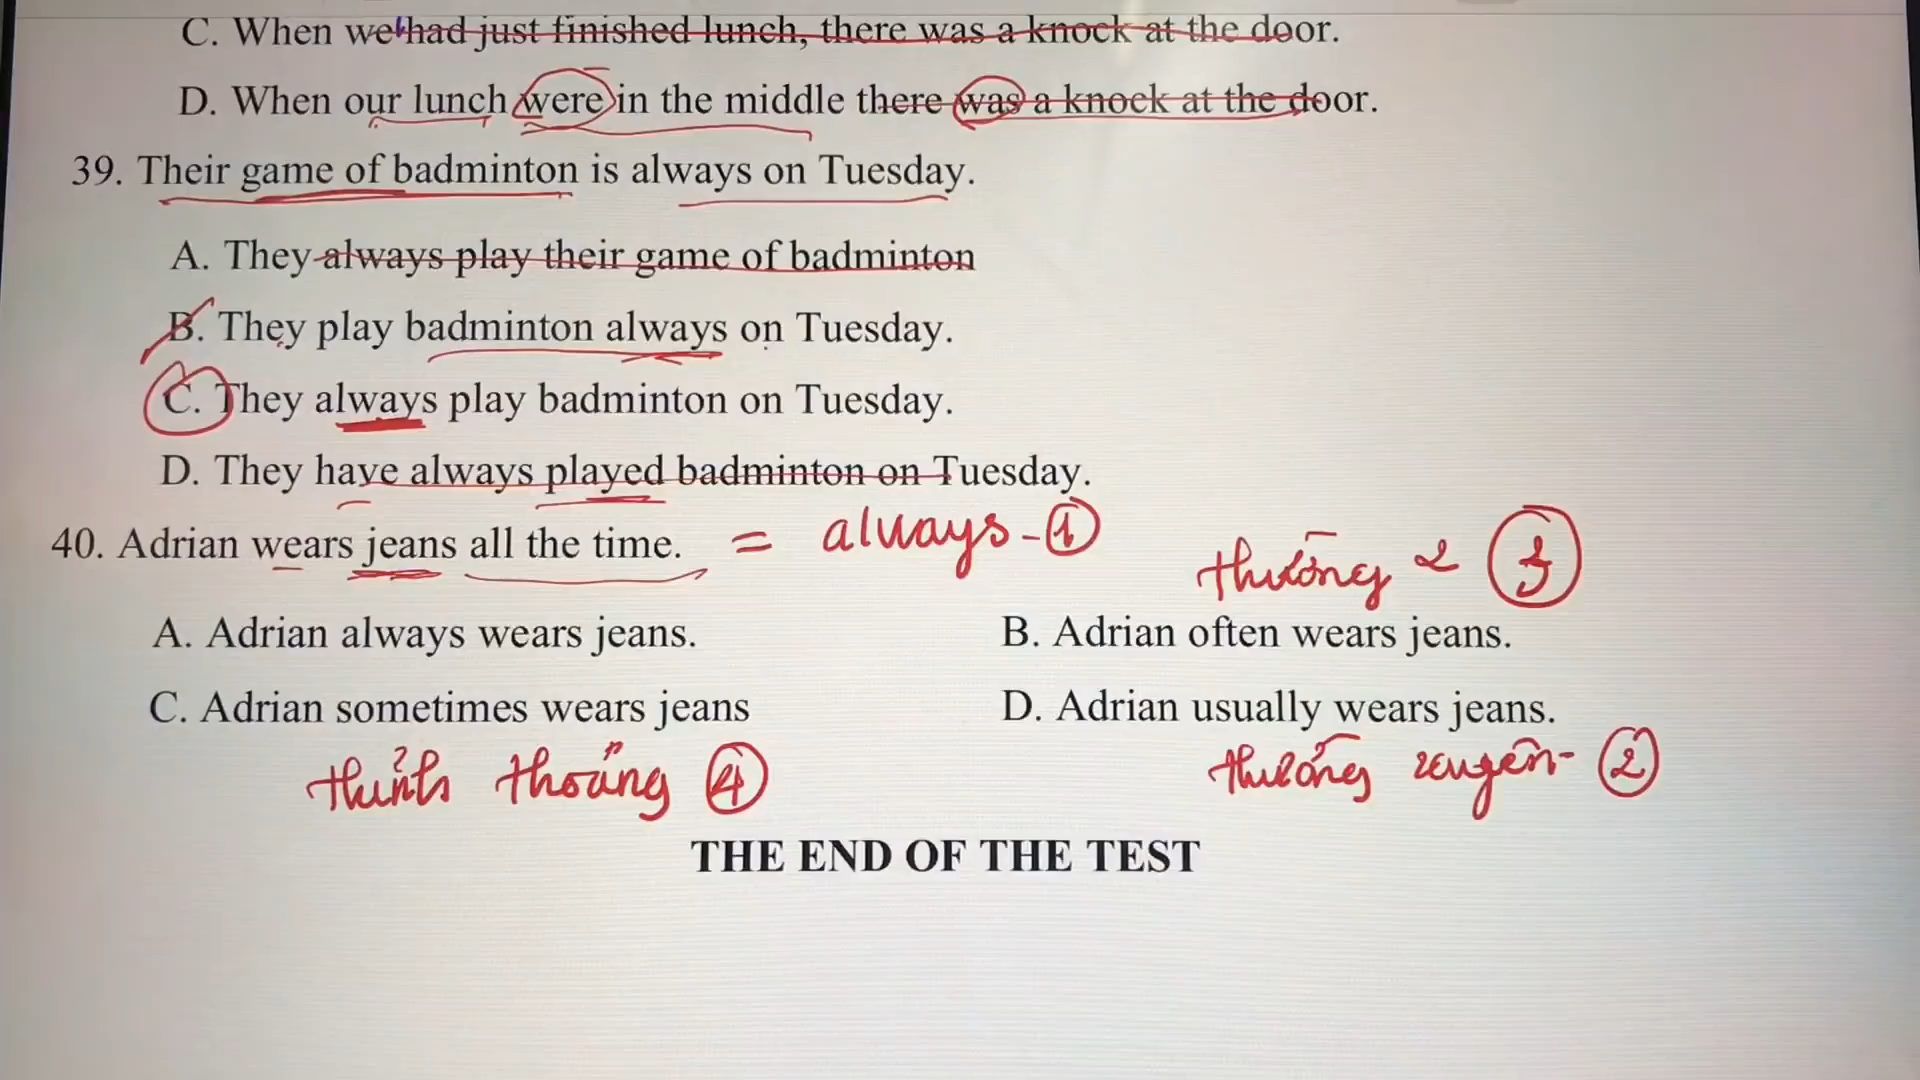 C. When we had just finished lunch, there was a knock at the door.
D. When our lunch were in the middle there was a knock at the door.
39. Their game of badminton is always on Tuesday.
A. They always play their game of badminton
B. They play badminton always on Tuesday.
C. They always play badminton on Tuesday.
D. They have always played badminton on Tuesday.
40. Adrian wears jeans all the time. = always - 1
thường 3
A. Adrian always wears jeans. B. Adrian often wears jeans.
C. Adrian sometimes wears jeans D. Adrian usually wears jeans.
thỉnh thoảng 4 thường xuyên - 2
THE END OF THE TEST